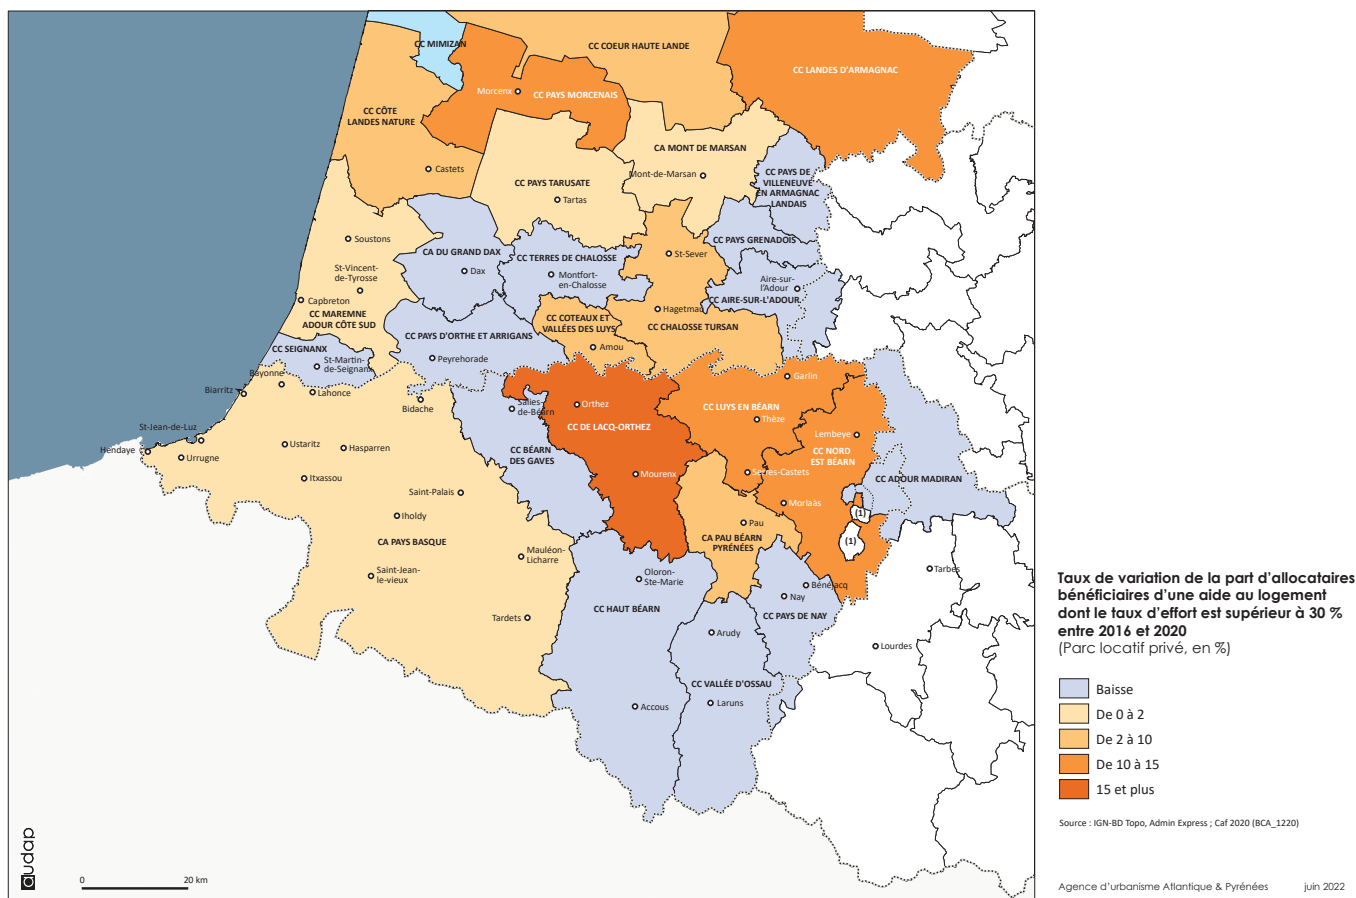 CC MIMIZAN
CC COEUR HAUTE LANDE
CC LANDES D'ARMAGNAC
Morcenx
CC PAYS MORCENAIS
CC CÔTE
LANDES NATURE
CA MONT DE MARSAN
Castets
Mont-de-Marsan
CC PAYS DE
VILLENEUVE
EN ARMAGNAC
LANDAIS
CC PAYS TARUSATE
Tartas
Soustons
CA DU GRAND DAX
Dax
CC TERRES DE CHALOSSE
Montfort-
en-Chalosse
St-Sever
CC PAYS GRENADOIS
St-Vincent-
de-Tyrosse
Aire-sur-
l'Adour
CC AIRE-SUR-L'ADOUR
Capbreton
CC MAREMNE
ADOUR CÔTE SUD
Hagetmau
CC COTEAUX ET
VALLÉES DES LUYS
CC CHALOSSE TURSAN
CC PAYS D'ORTHE ET ARRIGANS
Amou
CC SEIGNANX
St-Martin-
de-Seignanx
Peyrehorade
Bayonne
Garlin
Biarritz
Lahonce
Bidache
Salies-
de-Béarn
Orthez
CC LUYS EN BÉARN
Thèze
CC DE LACQ-ORTHEZ
St-Jean-de-Luz
Lembeye
Hendaye
Urrugne
Ustaritz
Hasparren
CC BÉARN
DES GAVES
CC NORD
EST BÉARN
Itxassou
Mourenx
Serres-Castets
CC ADOUR MADIRAN
Saint-Palais
Morlaàs
Iholdy
(1)
Pau
CA PAYS BASQUE
CA PAU BÉARN
PYRÉNÉES
(1)
Mauléon-
Licharre
Saint-Jean-
le-vieux
Oloron-
Ste-Marie
Tarbes
Bénéjacq
Nay
CC HAUT BÉARN
CC PAYS DE NAY
Tardets
Arudy
Lourdes
CC VALLÉE D'OSSAU
Accous
Laruns
Taux de variation de la part d'allocataires
bénéficiaires d'une aide au logement
dont le taux d'effort est supérieur à 30 %
entre 2016 et 2020
(Parc locatif privé, en %)
Baisse
De 0 à 2
De 2 à 10
De 10 à 15
15 et plus
Source : IGN-BD Topo, Admin Express ; Caf 2020 (BCA_1220)
audap
0 20 km
Agence d'urbanisme Atlantique & Pyrénées juin 2022